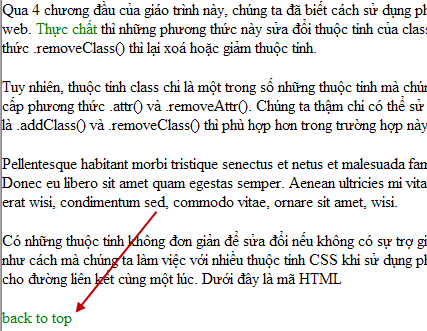 Qua 4 chương đầu của giáo trình này, chúng ta đã biết cách sử dụng ph
web. Thực chất thì những phương thức này sửa đổi thuộc tính của class
thức .removeClass() thì lại xoá hoặc giảm thuộc tính.
Tuy nhiên, thuộc tính class chỉ là một trong số những thuộc tính mà chún
cấp phương thức .attr() và .removeAttr(). Chúng ta thậm chí có thể sử
là .addClass() và .removeClass() thì phù hợp hơn trong trường hợp này
Pellentesque habitant morbi tristique senectus et netus et malesuada fam
Donec eu libero sit amet quam egestas semper. Aenean ultricies mi vita
erat wisi, condimentum sed, commodo vitae, ornare sit amet, wisi.
Có những thuộc tính không đơn giản để sửa đổi nếu không có sự trợ gi
như cách mà chúng ta làm việc với nhiều thuộc tính CSS khi sử dụng ph
cho đường liên kết cùng một lúc. Dưới đây là mã HTML
back to top